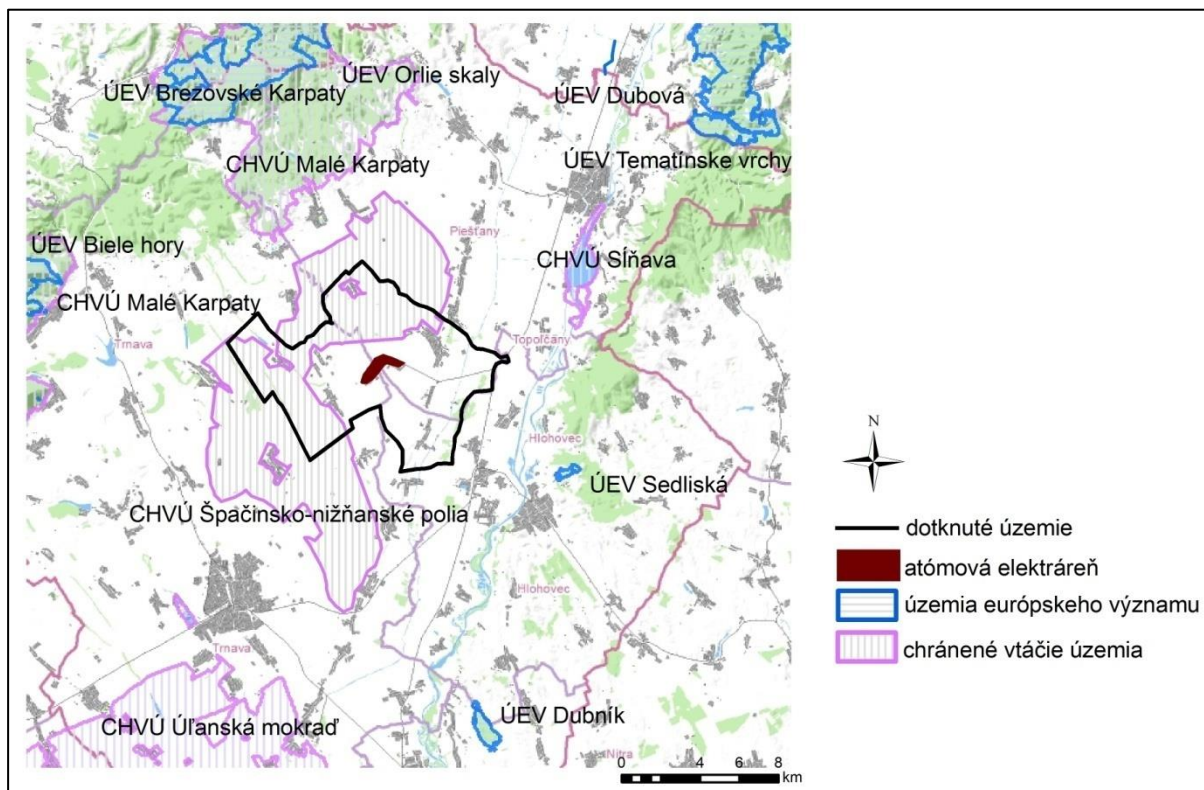 ÚEV Orlie skaly
ÚEV Brezovské Karpaty
ÚEV Dubová
CHVÚ Malé Karpaty
ÚEV Tematínske vrchy
Piešťany
ÚEV Biele hory
CHVÚ Sĺňava
CHVÚ Malé Karpaty
Trnava
Topoľčany
Hlohovec
ÚEV Sedliská
CHVÚ Špačinsko-nižňanské polia
Hlohovec
Trnava
CHVÚ Úľanská mokraď
ÚEV Dubník
Nitra
N
dotknuté územie
atómová elektráreň
územia európskeho významu
chránené vtáčie územia
0 2 4 6 8
km